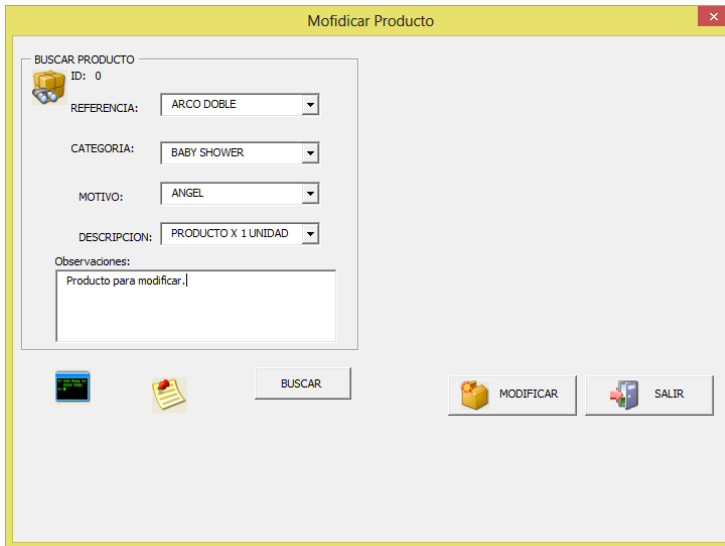 Mofidicar Producto
BUSCAR PRODUCTO
ID: 0
REFERENCIA: ARCO DOBLE
CATEGORIA: BABY SHOWER
MOTIVO: ANGEL
DESCRIPCION: PRODUCTO X 1 UNIDAD
Observaciones:
Producto para modificar.
BUSCAR
MODIFICAR
SALIR